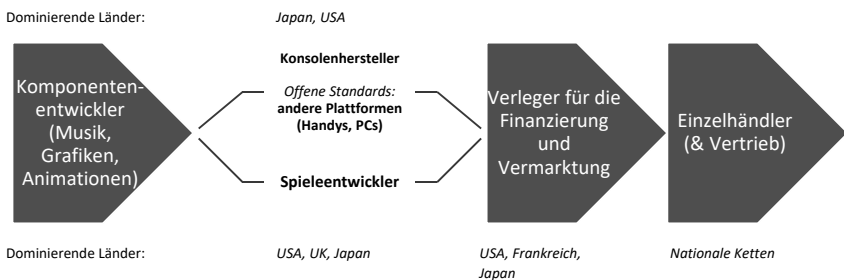 Dominierende Länder:
Japan, USA
Komponenten-
entwickler
(Musik,
Grafiken,
Animationen)
Konsolenhersteller
Offene Standards:
andere Plattformen
(Handys, PCs)
Spieleentwickler
Verleger für die
Finanzierung
und
Vermarktung
Einzelhändler
(& Vertrieb)
Dominierende Länder:
USA, UK, Japan
USA, Frankreich,
Japan
Nationale Ketten